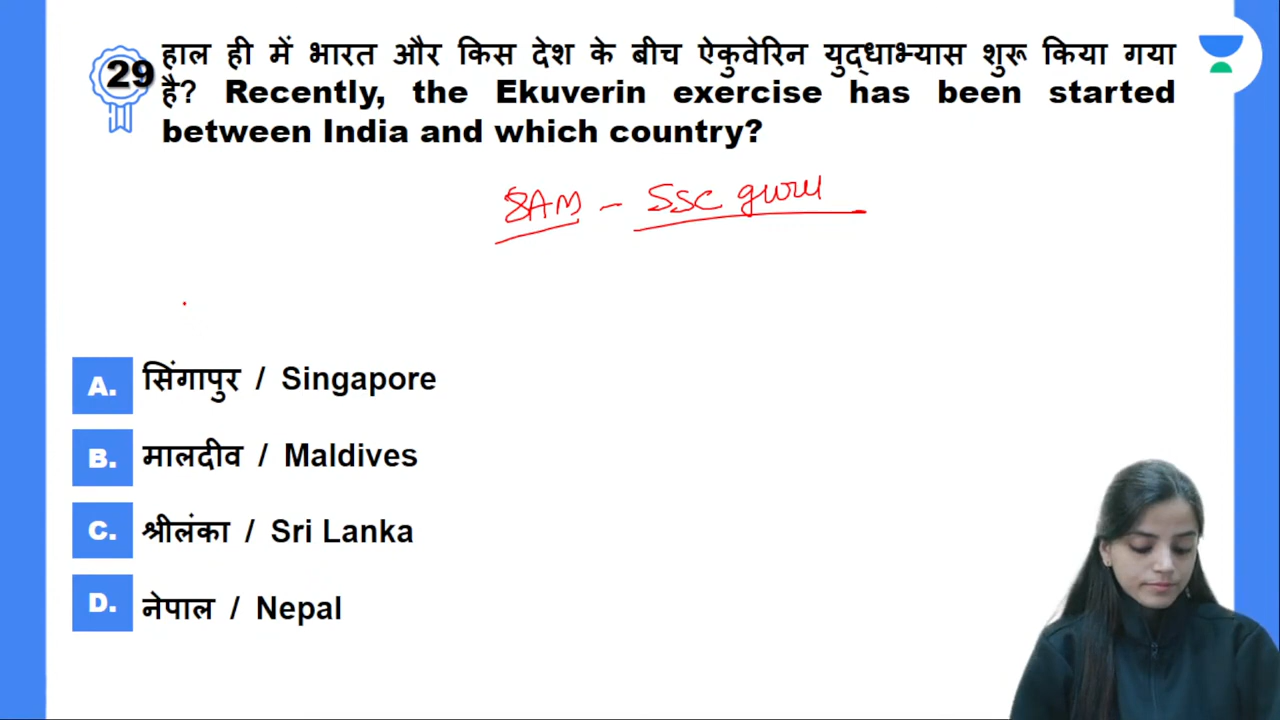 हाल ही में भारत और किस देश के बीच ऐकुवेरिन युद्धाभ्यास शुरू किया गया
29
है? Recently, the Ekuverin exercise has been started
between India and which country?
8AM - SSC guru
A. सिंगापुर / Singapore
B. मालदीव / Maldives
C. श्रीलंका / Sri Lanka
D. नेपाल / Nepal